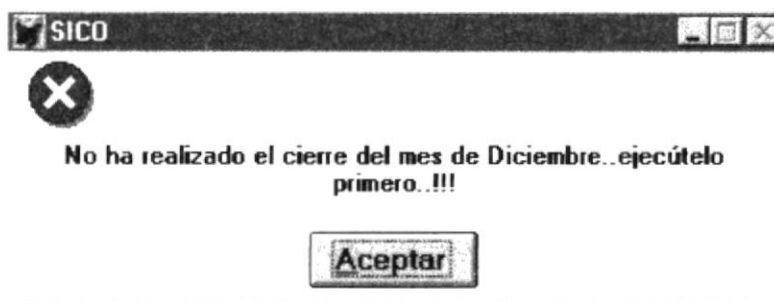 SICO
No ha realizado el cierre del mes de Diciembre..ejecútelo
primero..!!!
Aceptar